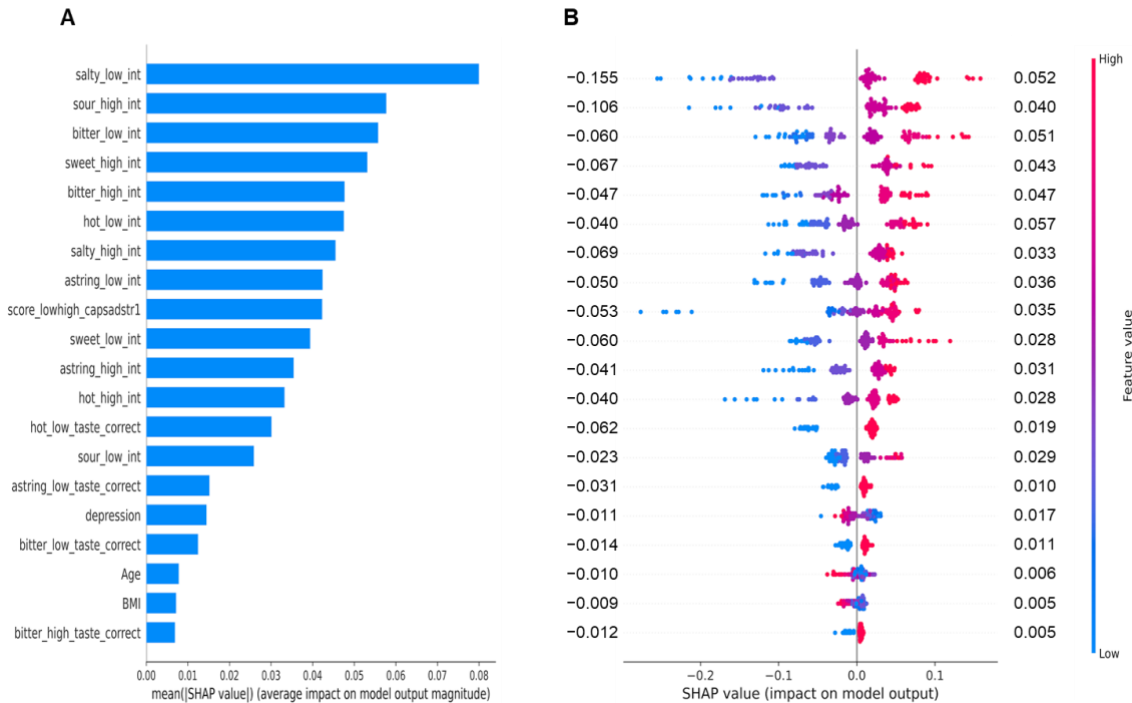 A
B
salty_low_int
sour_high_int
bitter_low_int
sweet_high_int
bitter_high_int
hot_low_int
salty_high_int
astring_low_int
score_lowhigh_capsadstr1
sweet_low_int
astring_high_int
hot_high_int
hot_low_taste_correct
sour_low_int
astring_low_taste_correct
depression
bitter_low_taste_correct
Age
BMI
bitter_high_taste_correct
0.00 0.01 0.02 0.03 0.04 0.05 0.06 0.07 0.08
mean(|SHAP value|) (average impact on model output magnitude)
−0.155 0.052
−0.106 0.040
−0.060 0.051
−0.067 0.043
−0.047 0.047
−0.040 0.057
−0.069 0.033
−0.050 0.036
−0.053 0.035
−0.060 0.028
−0.041 0.031
−0.040 0.028
−0.062 0.019
−0.023 0.029
−0.031 0.010
−0.011 0.017
−0.014 0.011
−0.010 0.006
−0.009 0.005
−0.012 0.005
−0.2 −0.1 0.0 0.1
SHAP value (impact on model output)
High
Feature value
Low